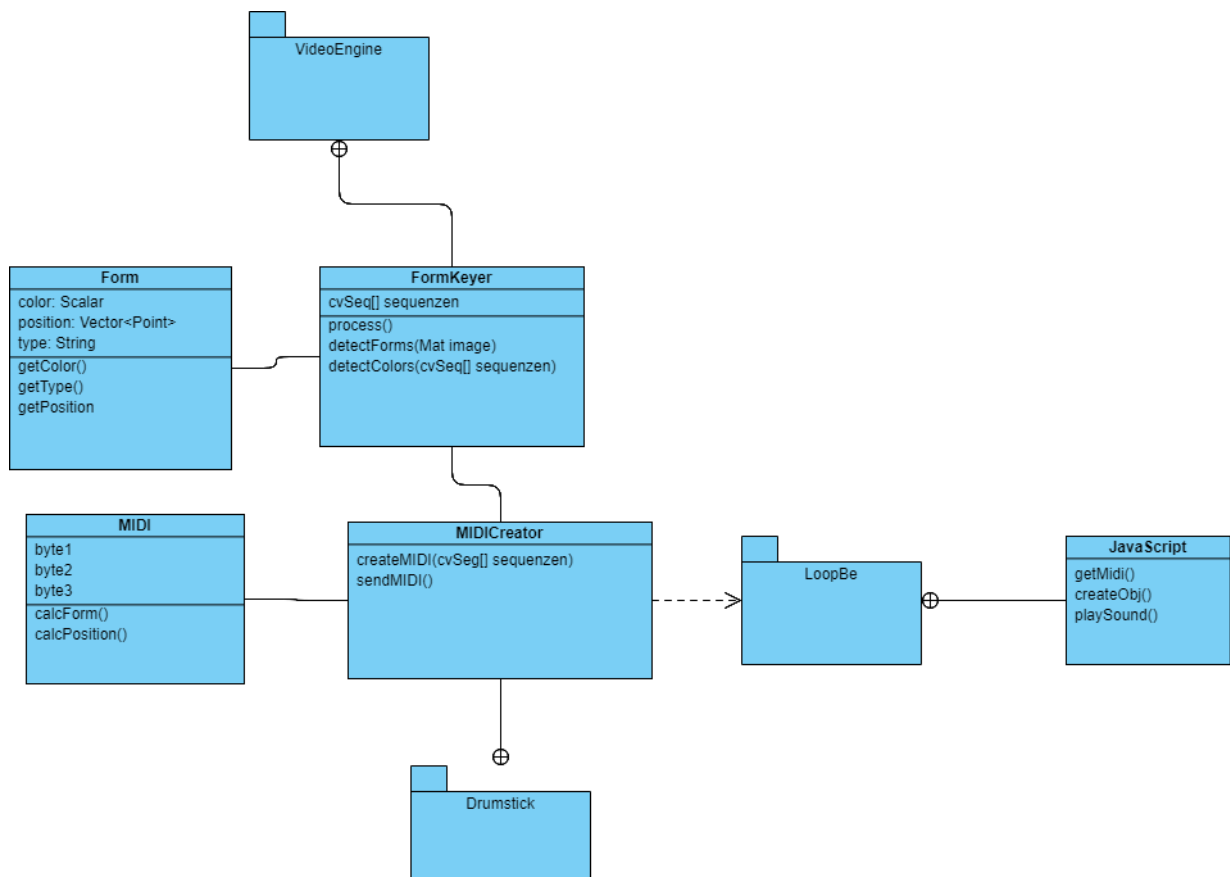 VideoEngine
Form
color: Scalar
position: Vector<Point>
type: String
getColor()
getType()
getPosition
FormKeyer
cvSeq[] sequenzen
process()
detectForms(Mat image)
detectColors(cvSeq[] sequenzen)
MIDI
byte1
byte2
byte3
calcForm()
calcPosition()
MIDICreator
createMIDI(cvSeg[] sequenzen)
sendMIDI()
LoopBe
JavaScript
getMidi()
createObj()
playSound()
Drumstick